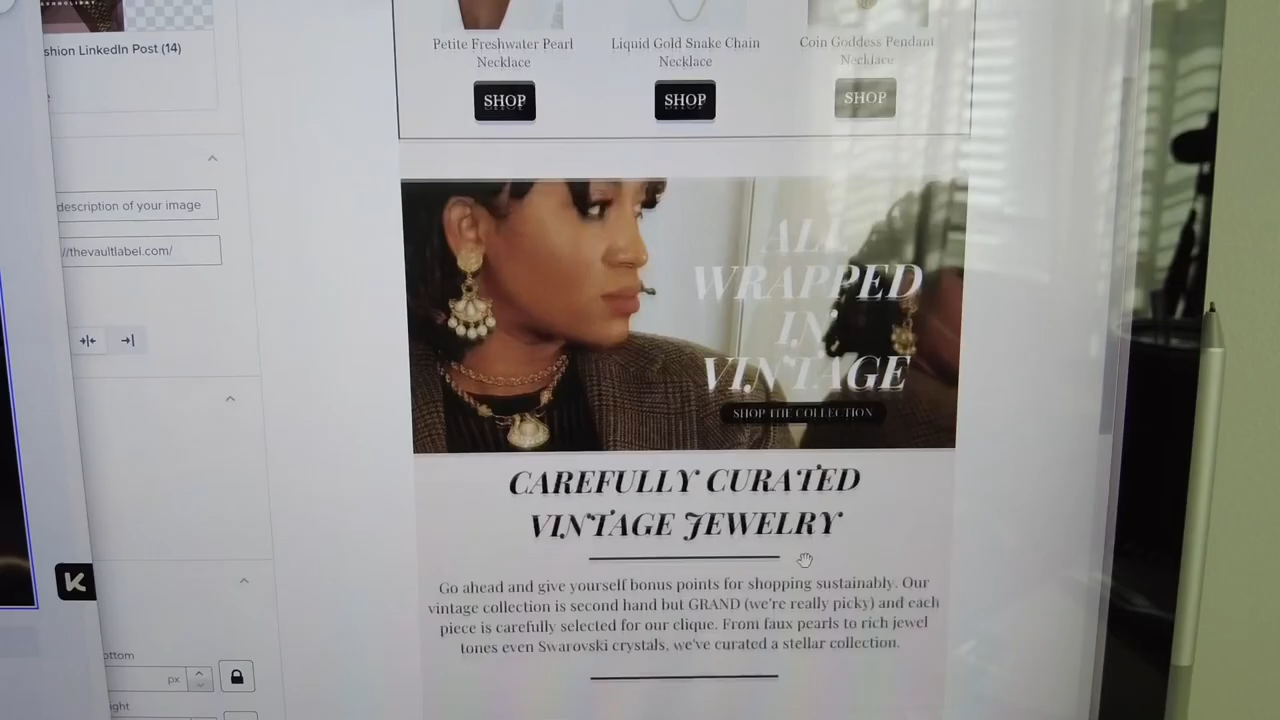 shion LinkedIn Post (14)
description of your image
//thevaultlabel.com/
ottom
px
ight
Petite Freshwater Pearl
Necklace
Liquid Gold Snake Chain
Necklace
Coin Goddess Pendant
Necklace
SHOP
SHOP
SHOP
ALL
WRAPPED
IN
VINTAGE
SHOP THE COLLECTION
CAREFULLY CURATED
VINTAGE JEWELRY
Go ahead and give yourself bonus points for shopping sustainably. Our
vintage collection is second hand but GRAND (we're really picky) and each
piece is carefully selected for our clique. From faux pearls to rich jewel
tones even Swarovski crystals, we've curated a stellar collection.